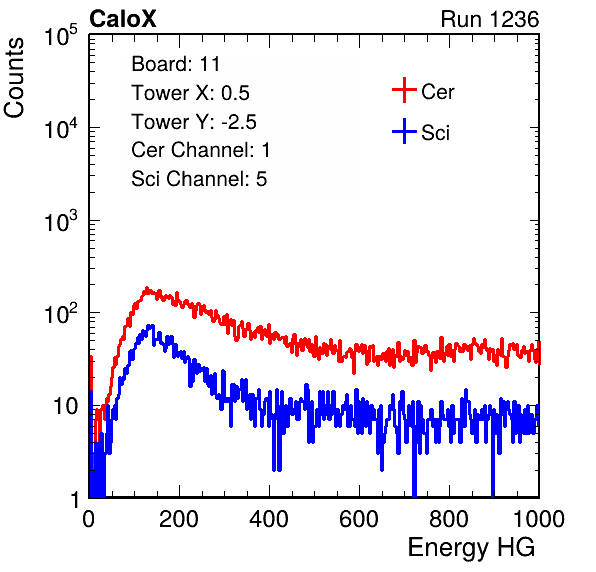 CaloX Run 1236
Counts
10^5
10^4
10^3
10^2
10
1
Board: 11
Tower X: 0.5
Tower Y: -2.5
Cer Channel: 1
Sci Channel: 5
Cer
Sci
0 200 400 600 800 1000
Energy HG